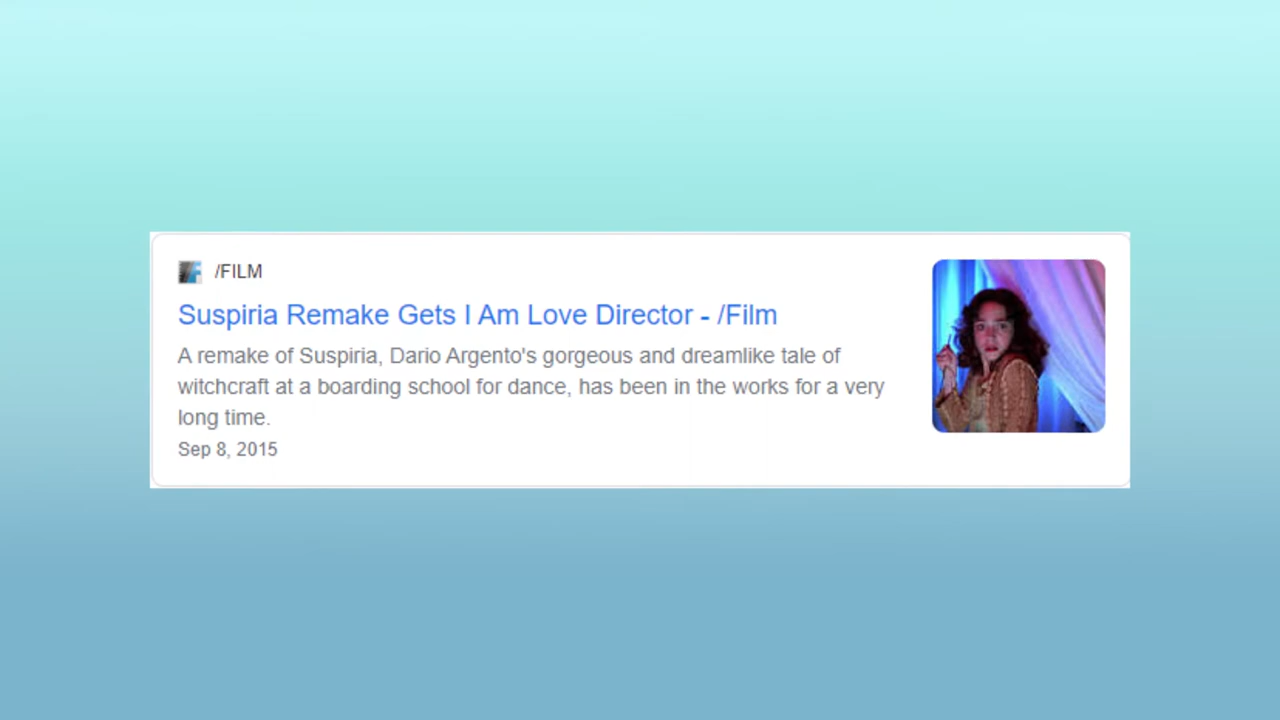 /FILM
Suspiria Remake Gets I Am Love Director - /Film
A remake of Suspiria, Dario Argento's gorgeous and dreamlike tale of
witchcraft at a boarding school for dance, has been in the works for a very
long time.
Sep 8, 2015